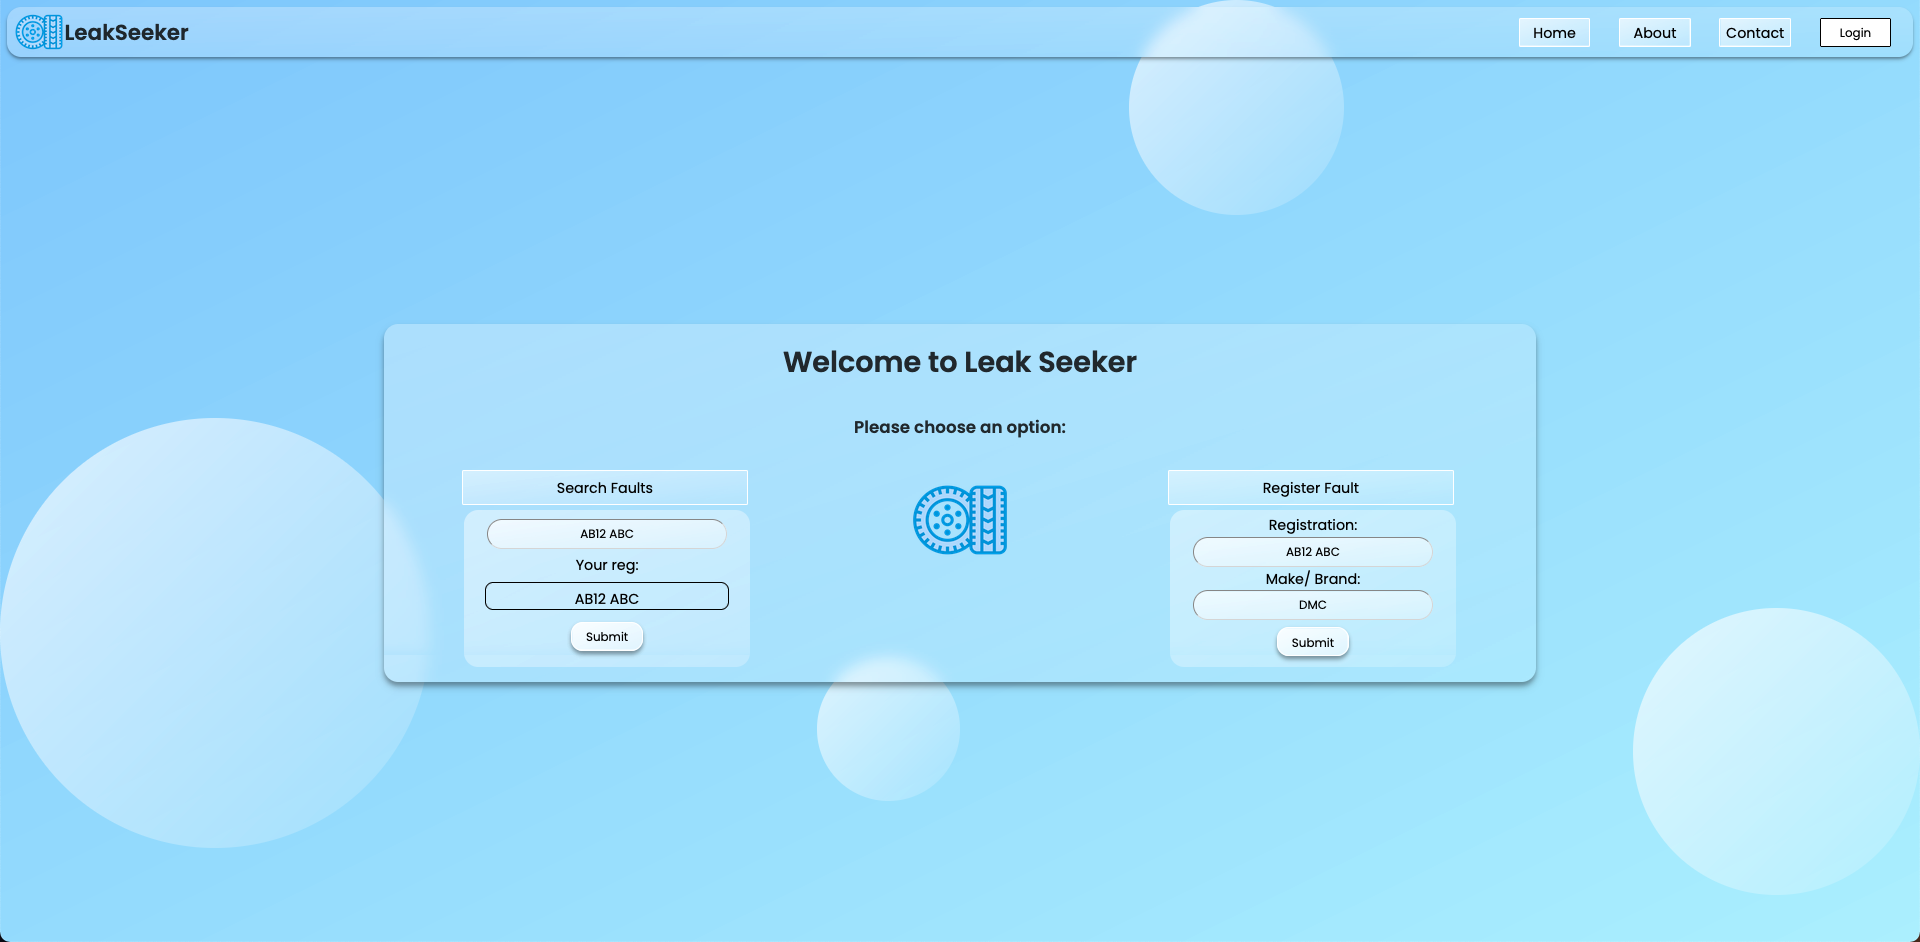 LeakSeeker
Home
About
Contact
Login
Welcome to Leak Seeker
Please choose an option:
Search Faults
AB12 ABC
Your reg:
AB12 ABC
Submit
Register Fault
Registration:
AB12 ABC
Make/ Brand:
DMC
Submit